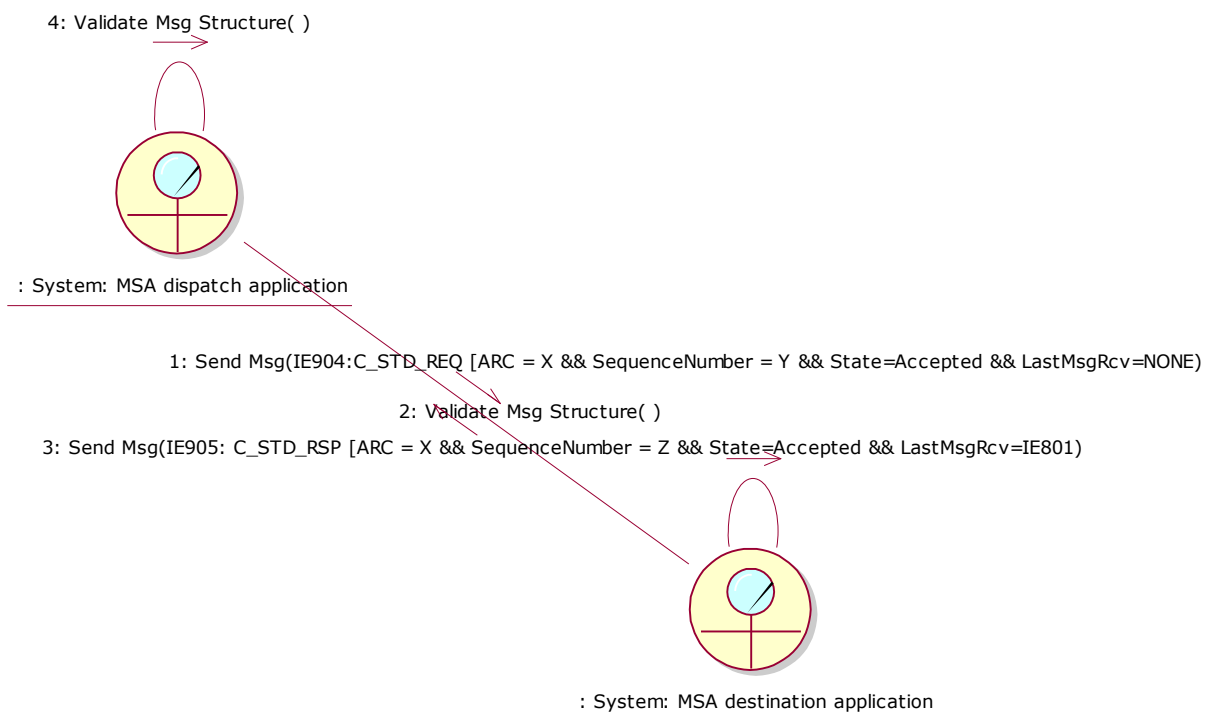 4: Validate Msg Structure( )
: System: MSA dispatch application
1: Send Msg(IE904:C_STD_REQ [ARC = X && SequenceNumber = Y && State=Accepted && LastMsgRcv=NONE)
2: Validate Msg Structure( )
3: Send Msg(IE905: C_STD_RSP [ARC = X && SequenceNumber = Z && State=Accepted && LastMsgRcv=IE801)
: System: MSA destination application